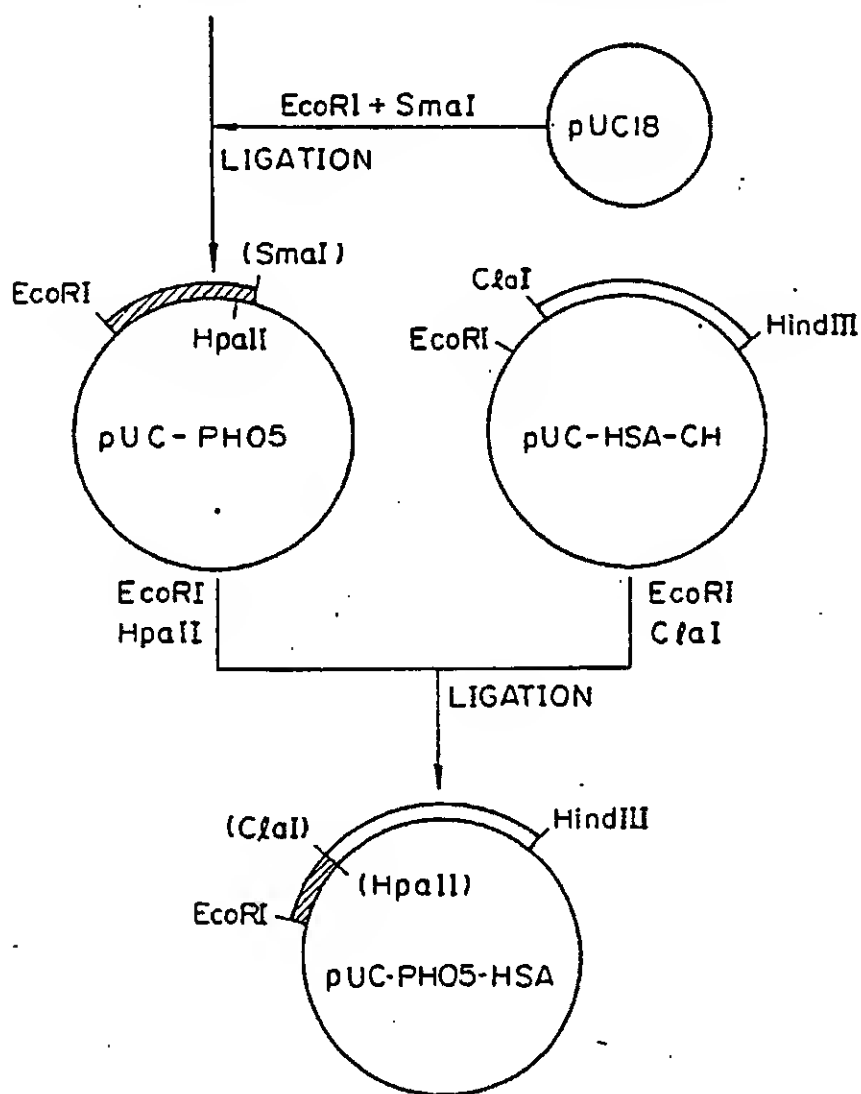 EcoRI + SmaI
pUC18
LIGATION
(SmaI)
EcoRI
HpaII
pUC-PHO5
ClaI
EcoRI
HindIII
pUC-HSA-CH
EcoRI
HpaII
EcoRI
ClaI
LIGATION
(ClaI)
HindIII
(HpaII)
EcoRI
pUC-PHO5-HSA